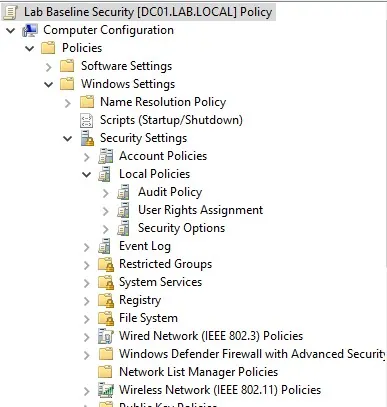 Lab Baseline Security [DC01.LAB.LOCAL] Policy
Computer Configuration
Policies
Software Settings
Windows Settings
Name Resolution Policy
Scripts (Startup/Shutdown)
Security Settings
Account Policies
Local Policies
Audit Policy
User Rights Assignment
Security Options
Event Log
Restricted Groups
System Services
Registry
File System
Wired Network (IEEE 802.3) Policies
Windows Defender Firewall with Advanced Security
Network List Manager Policies
Wireless Network (IEEE 802.11) Policies
Public Key Policies